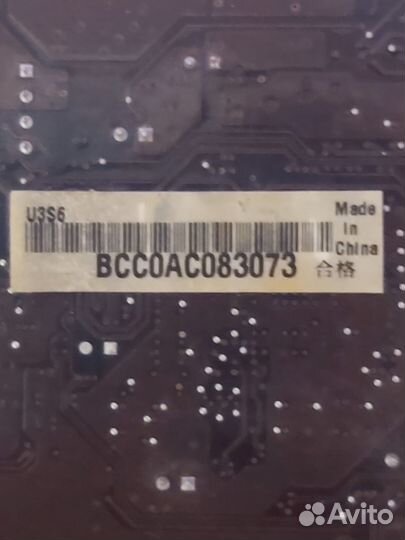 U3S6
Made
in
China
BCC0AC083073
合格
Avito